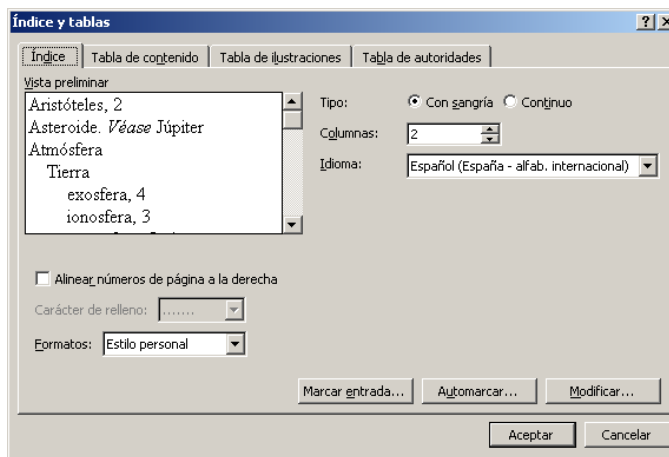 Índice y tablas
Índice Tabla de contenido Tabla de ilustraciones Tabla de autoridades
Vista preliminar
Aristóteles, 2
Asteroide. Véase Júpiter
Atmósfera
Tierra
exosfera, 4
ionosfera, 3
Tipo: Con sangría Continuo
Columnas: 2
Idioma: Español (España - alfab. internacional)
Alinear números de página a la derecha
Carácter de relleno: .......
Formatos: Estilo personal
Marcar entrada... Automarcar... Modificar...
Aceptar Cancelar